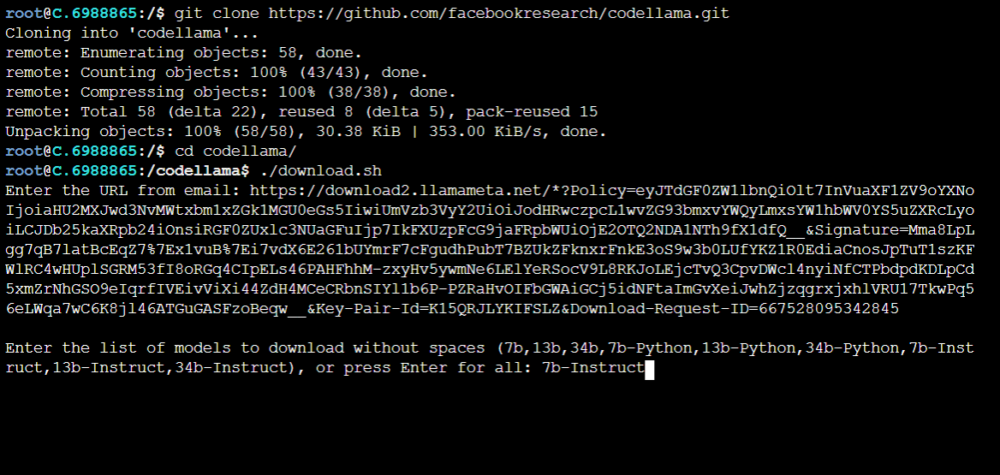 root@C.6988865:/$ git clone https://github.com/facebookresearch/codellama.git
Cloning into 'codellama'...
remote: Enumerating objects: 58, done.
remote: Counting objects: 100% (43/43), done.
remote: Compressing objects: 100% (38/38), done.
remote: Total 58 (delta 22), reused 8 (delta 5), pack-reused 15
Unpacking objects: 100% (58/58), 30.38 KiB | 353.00 KiB/s, done.
root@C.6988865:/$ cd codellama/
root@C.6988865:/codellama$ ./download.sh
Enter the URL from email: https://download2.llamameta.net/*?Policy=eyJTdGF0ZW1lbnQiOlt7InVuaXF1ZV9oYXNo
IjoiaHU2MXJwd3NvMWtxbm1xZGk1MGU0eGs5IiwiUmVzb3VyY2UiOiJodHRwczpcL1wvZG93bmxvYWQyLmxsYW1hbWV0YS5uZXRcLyo
iLCJDb25kaXRpb24iOnsiRGF0ZUxlc3NUaGFuIjp7IkFXUzpFcG9jaFRpbWUiOjE2OTQ2NDA1NTh9fX1dfQ__&Signature=Mma8LpL
gg7qB7latBcEqZ7%7Ex1vuB%7Ei7vdX6E261bUYmrF7cFgudhPubT7BZUkZFknxrFnkE3oS9w3b0LUfYKZ1R0EdiaCnosJpTuT1szKF
WlRC4wHUplSGRM53fI8oRGq4CIpELs46PAHFhhM-zxyHv5ywmNe6LElYeRSocV9L8RKJoLEjcTvQ3CpvDWcl4nyiNfCTPbdpdKDLpCd
5xmZrNhGSO9eIqrfIVEivViXi44ZdH4MCeCRbnSIYl1b6P-PZRaHvOIFbGWAiGCj5idNFtaImGvXeiJwhZjzqgrxjxhlVRU17TkwPq5
6eLWqa7wC6K8jl46ATGuGASFzoBeqw__&Key-Pair-Id=K15QRJLYKIFSLZ&Download-Request-ID=667528095342845
Enter the list of models to download without spaces (7b,13b,34b,7b-Python,13b-Python,34b-Python,7b-Inst
ruct,13b-Instruct,34b-Instruct), or press Enter for all: 7b-Instruct